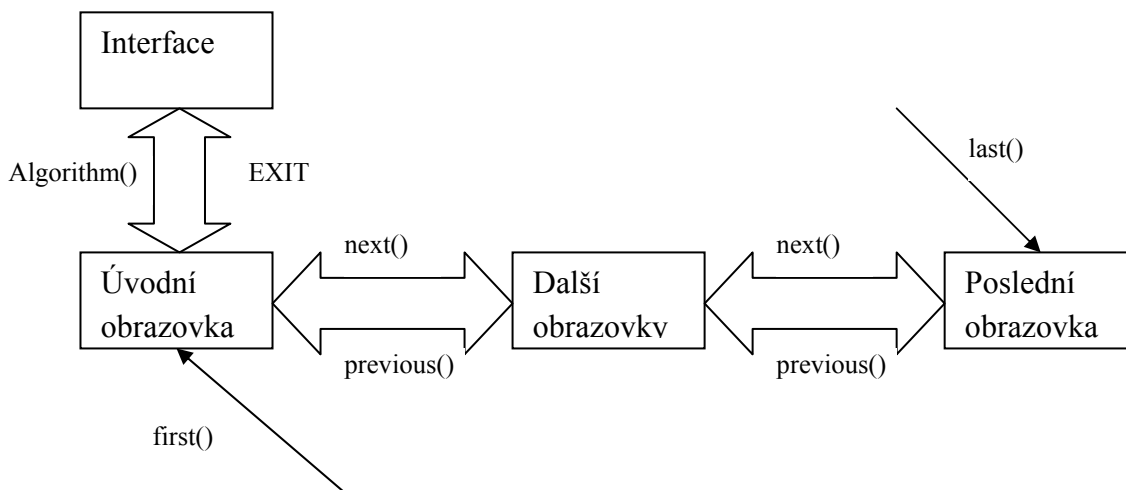 Interface
Algorithm()
EXIT
last()
next()
next()
Úvodní
obrazovka
Další
obrazovky
Poslední
obrazovka
previous()
previous()
first()